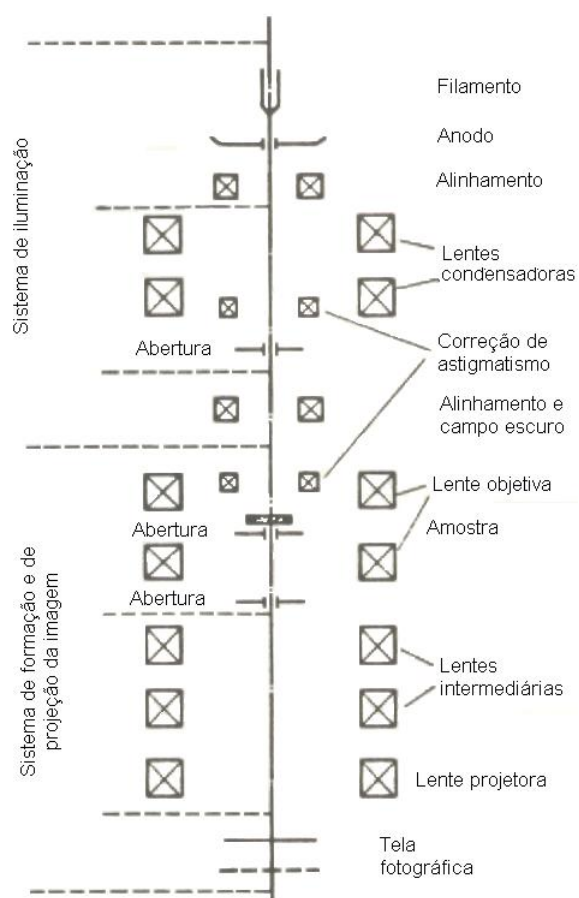 Filamento
Anodo
Alinhamento
Sistema de iluminação
Lentes
condensadoras
Abertura
Correção de
astigmatismo
Alinhamento e
campo escuro
Lente objetiva
Abertura
Amostra
Abertura
Sistema de formação e de
projeção da imagem
Lentes
intermediárias
Lente projetora
Tela
fotográfica